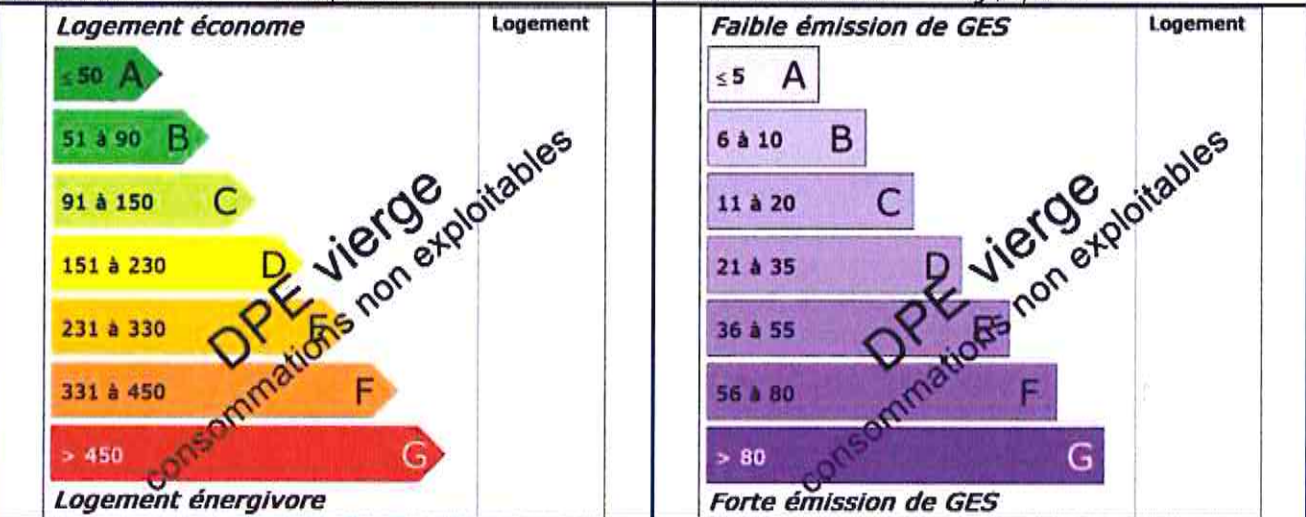 Logement économe
Logement
≤ 50 A
51 à 90 B
91 à 150 C
151 à 230 D
231 à 330 E
331 à 450 F
> 450 G
Logement énergivore
DPE vierge
consommations non exploitables
Faible émission de GES
Logement
≤ 5 A
6 à 10 B
11 à 20 C
21 à 35 D
36 à 55 E
56 à 80 F
> 80 G
Forte émission de GES
DPE vierge
consommations non exploitables